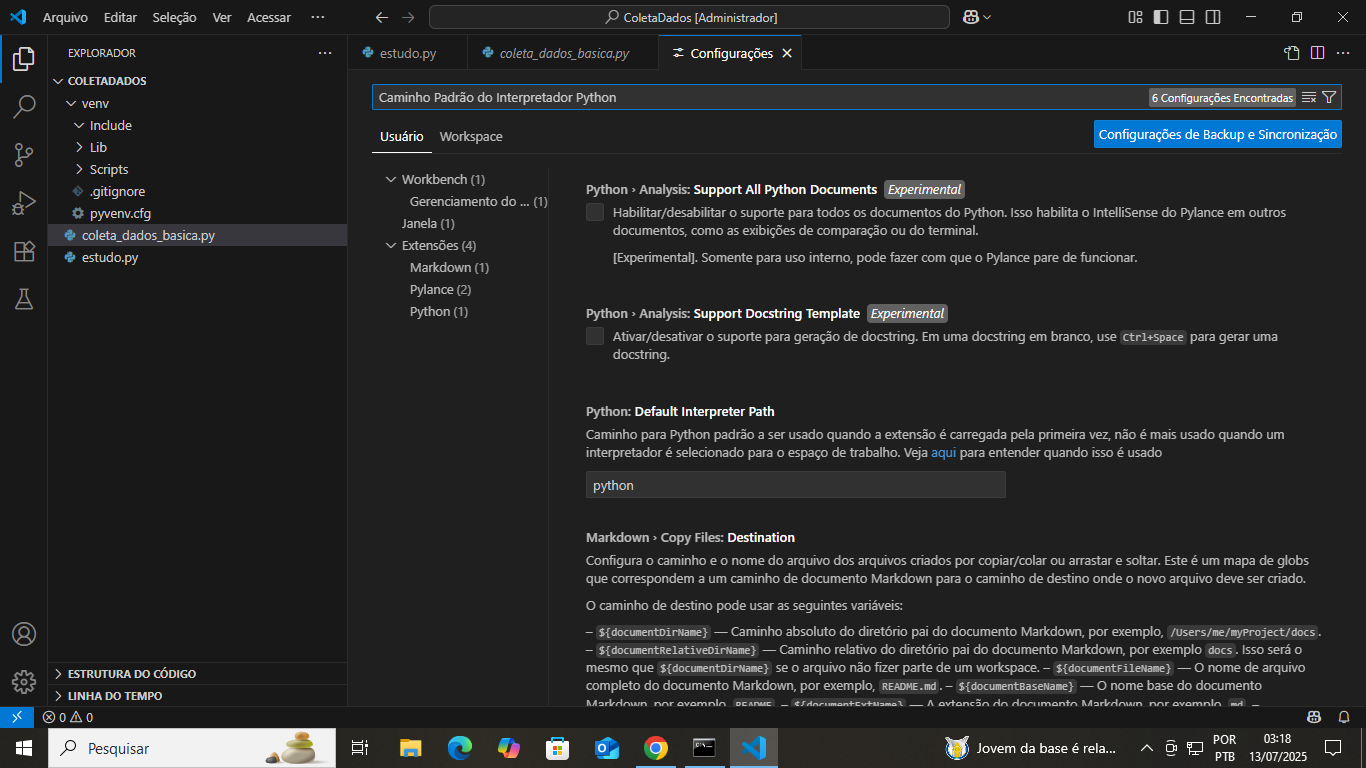 Arquivo Editar Seleção Ver Acessar ···
ColetaDados [Administrador]
EXPLORADOR
estudo.py
coleta_dados_basica.py
Configurações
COLETADADOS
venv
Include
Lib
Scripts
.gitignore
pyvenv.cfg
coleta_dados_basica.py
estudo.py
ESTRUTURA DO CÓDIGO
LINHA DO TEMPO
Caminho Padrão do Interpretador Python
6 Configurações Encontradas
Usuário Workspace
Configurações de Backup e Sincronização
Workbench (1)
Gerenciamento do ... (1)
Janela (1)
Extensões (4)
Markdown (1)
Pylance (2)
Python (1)
Python › Analysis: Support All Python Documents Experimental
Habilitar/desabilitar o suporte para todos os documentos do Python. Isso habilita o IntelliSense do Pylance em outros
documentos, como as exibições de comparação ou do terminal.
[Experimental]. Somente para uso interno, pode fazer com que o Pylance pare de funcionar.
Python › Analysis: Support Docstring Template Experimental
Ativar/desativar o suporte para geração de docstring. Em uma docstring em branco, use Ctrl+Space para gerar uma
docstring.
Python: Default Interpreter Path
Caminho para Python padrão a ser usado quando a extensão é carregada pela primeira vez, não é mais usado quando um
interpretador é selecionado para o espaço de trabalho. Veja aqui para entender quando isso é usado
python
Markdown › Copy Files: Destination
Configura o caminho e o nome do arquivo dos arquivos criados por copiar/colar ou arrastar e soltar. Este é um mapa de globs
que correspondem a um caminho de documento Markdown para o caminho de destino onde o novo arquivo deve ser criado.
O caminho de destino pode usar as seguintes variáveis:
– ${documentDirName} — Caminho absoluto do diretório pai do documento Markdown, por exemplo, /Users/me/myProject/docs.
– ${documentRelativeDirName} — Caminho relativo do diretório pai do documento Markdown, por exemplo docs. Isso será o
mesmo que ${documentDirName} se o arquivo não fizer parte de um workspace. – ${documentFileName} — O nome de arquivo
completo do documento Markdown, por exemplo, README.md. – ${documentBaseName} — O nome base do documento
Markdown, por exemplo, README. – ${documentExtName} — A extensão do documento Markdown, por exemplo, md. –
0 0
Pesquisar
Jovem da base é rela...
POR
PTB
03:18
13/07/2025